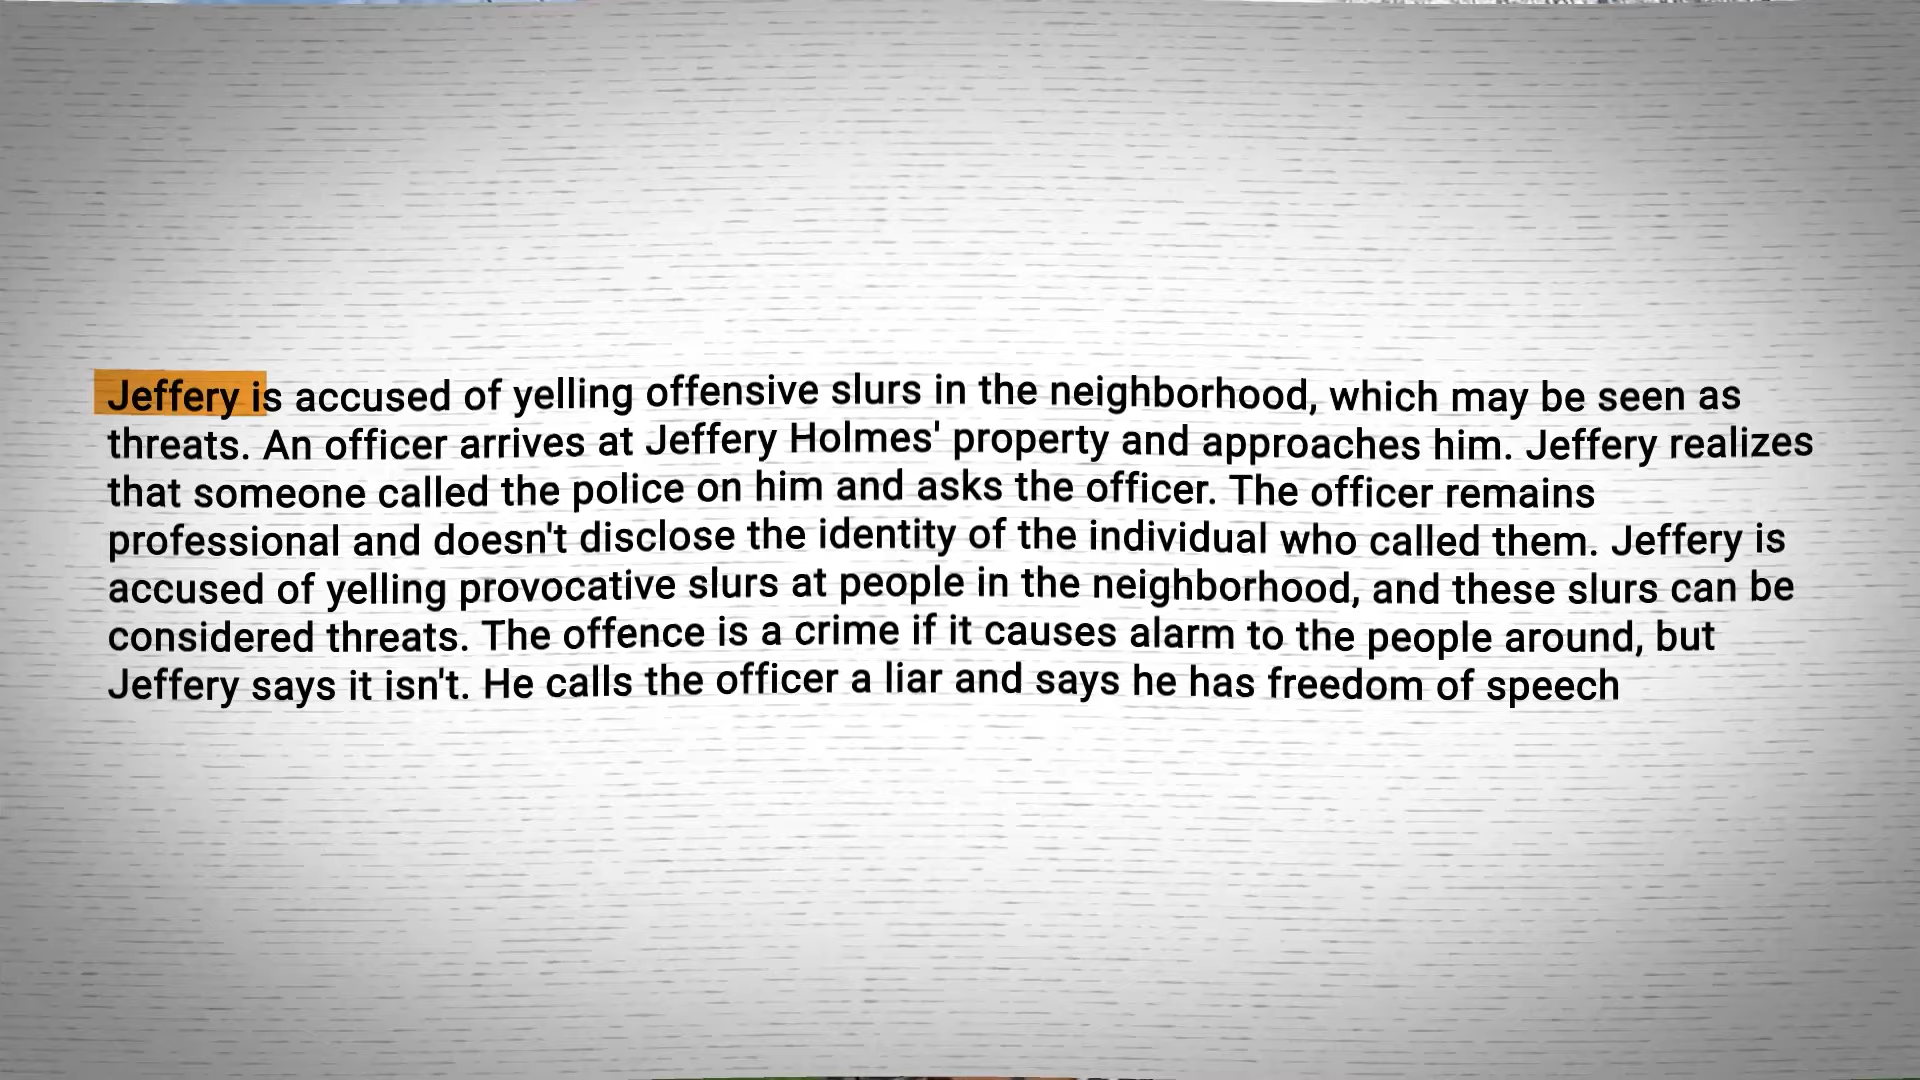 Jeffery is accused of yelling offensive slurs in the neighborhood, which may be seen as
threats. An officer arrives at Jeffery Holmes' property and approaches him. Jeffery realizes
that someone called the police on him and asks the officer. The officer remains
professional and doesn't disclose the identity of the individual who called them. Jeffery is
accused of yelling provocative slurs at people in the neighborhood, and these slurs can be
considered threats. The offence is a crime if it causes alarm to the people around, but
Jeffery says it isn't. He calls the officer a liar and says he has freedom of speech